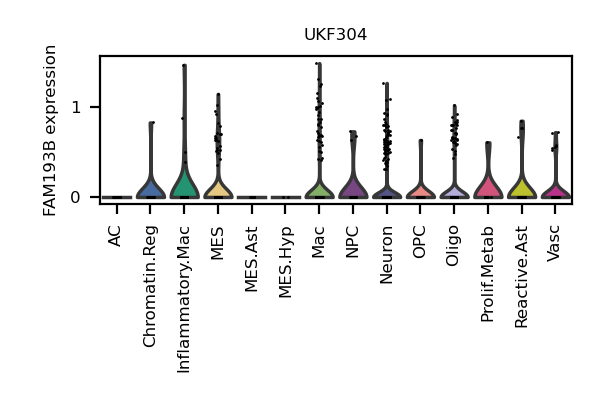 UKF304
FAM193B expression
1
0
AC
Chromatin.Reg
Inflammatory.Mac
MES
MES.Ast
MES.Hyp
Mac
NPC
Neuron
OPC
Oligo
Prolif.Metab
Reactive.Ast
Vasc